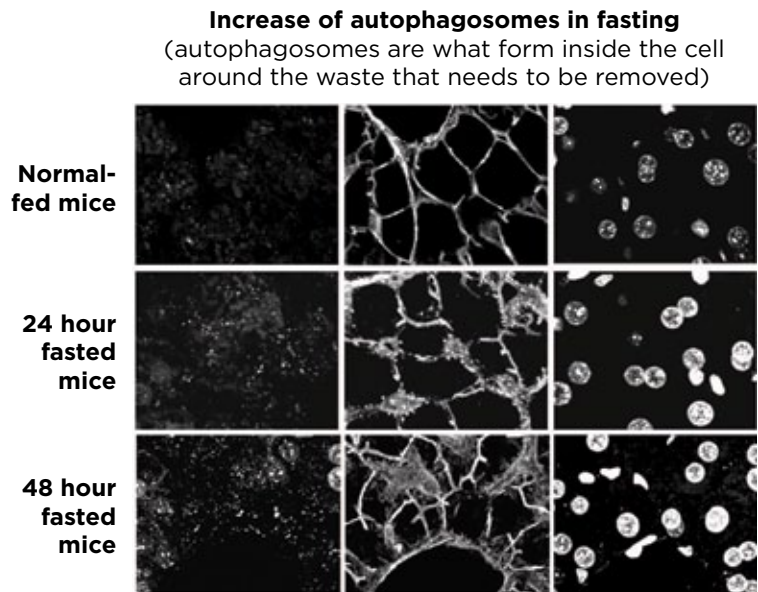 Increase of autophagosomes in fasting
(autophagosomes are what form inside the cell
around the waste that needs to be removed)
Normal-
fed mice
24 hour
fasted
mice
48 hour
fasted
mice